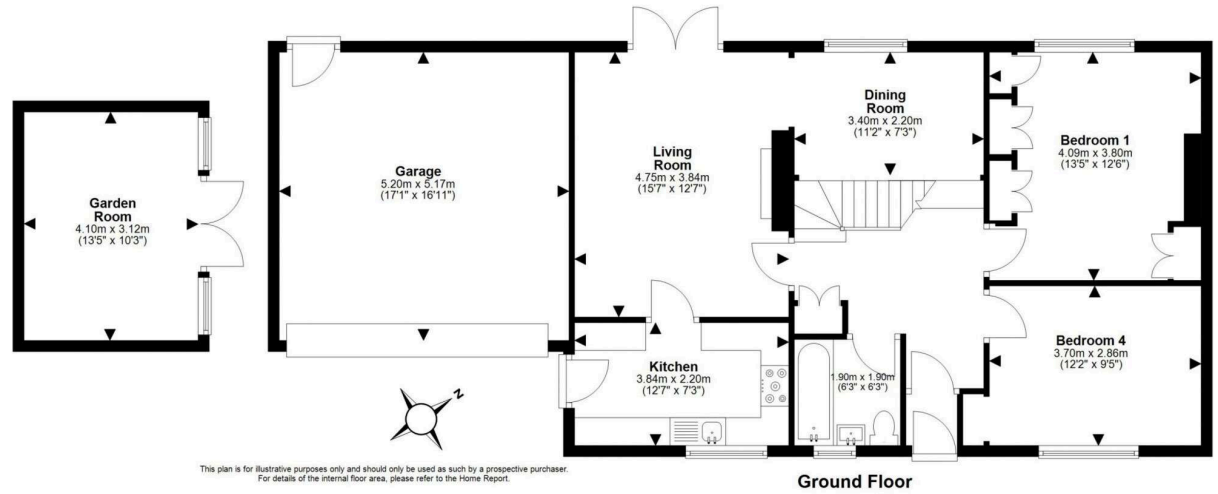 Garden
Room
4.10m x 3.12m
(13'5" x 10'3")
Garage
5.20m x 5.17m
(17'1" x 16'11")
Living
Room
4.75m x 3.84m
(15'7" x 12'7")
Dining
Room
3.40m x 2.20m
(11'2" x 7'3")
Bedroom 1
4.09m x 3.80m
(13'5" x 12'6")
Kitchen
3.84m x 2.20m
(12'7" x 7'3")
1.90m x 1.90m
(6'3" x 6'3")
Bedroom 4
3.70m x 2.86m
(12'2" x 9'5")
N
This plan is for illustrative purposes only and should only be used as such by a prospective purchaser.
For details of the internal floor area, please refer to the Home Report.
Ground Floor